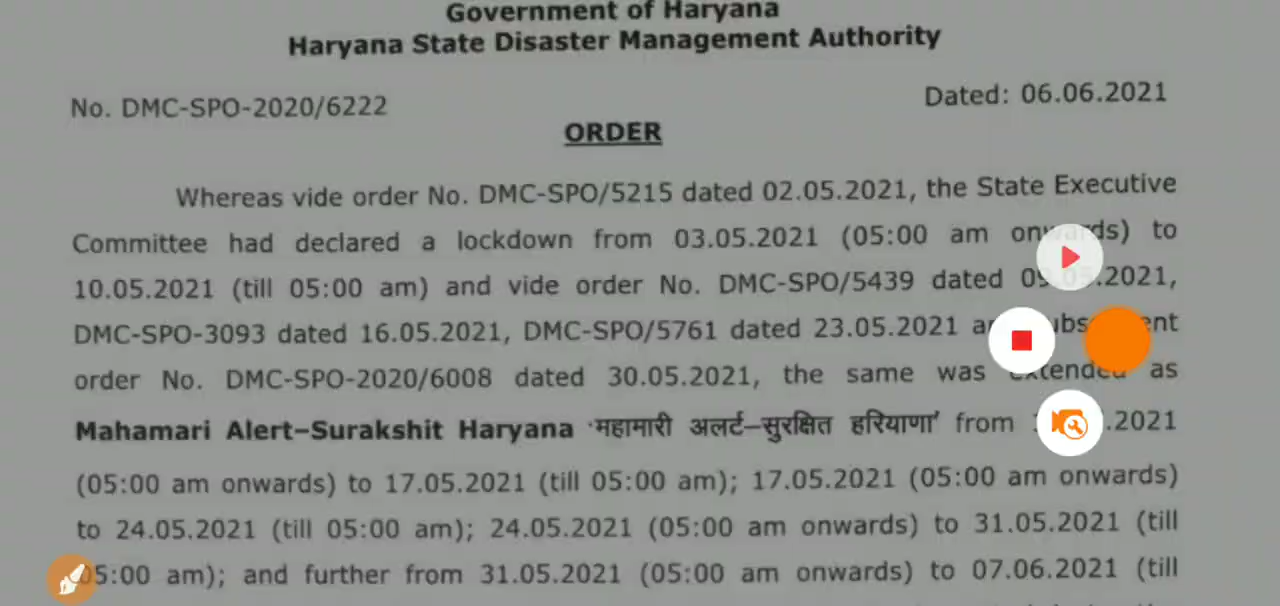 Government of Haryana
Haryana State Disaster Management Authority
No. DMC-SPO-2020/6222
Dated: 06.06.2021
ORDER
Whereas vide order No. DMC-SPO/5215 dated 02.05.2021, the State Executive
Committee had declared a lockdown from 03.05.2021 (05:00 am onwards) to
10.05.2021 (till 05:00 am) and vide order No. DMC-SPO/5439 dated .2021,
DMC-SPO-3093 dated 16.05.2021, DMC-SPO/5761 dated 23.05.2021
order No. DMC-SPO-2020/6008 dated 30.05.2021, the same was extended as
Mahamari Alert–Surakshit Haryana 'महामारी अलर्ट–सुरक्षित हरियाणा' from .2021
(05:00 am onwards) to 17.05.2021 (till 05:00 am); 17.05.2021 (05:00 am onwards)
to 24.05.2021 (till 05:00 am); 24.05.2021 (05:00 am onwards) to 31.05.2021 (till
05:00 am); and further from 31.05.2021 (05:00 am onwards) to 07.06.2021 (till